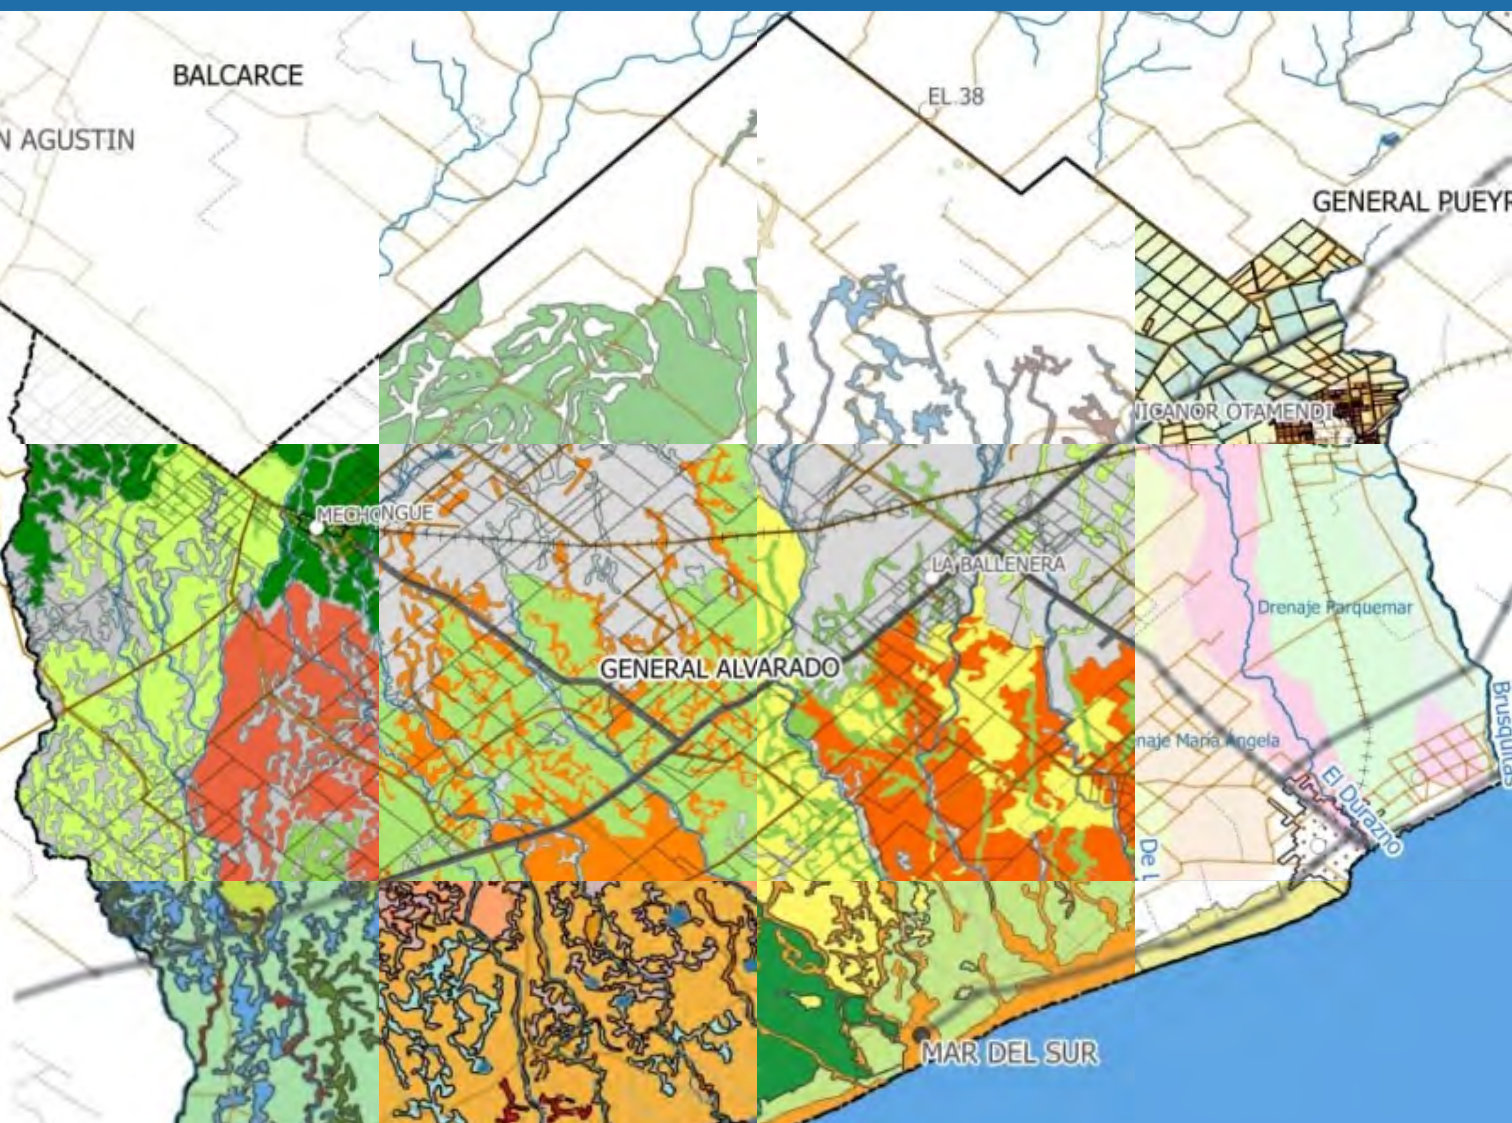 BALCARCE
EL 38
N AGUSTIN
GENERAL PUEYR
NICANOR OTAMENDI
MECHONGUE
LA BALLENERA
Drenaje Parquemar
GENERAL ALVARADO
naje María Angela
Brusquitas
El Durazno
De L
MAR DEL SUR